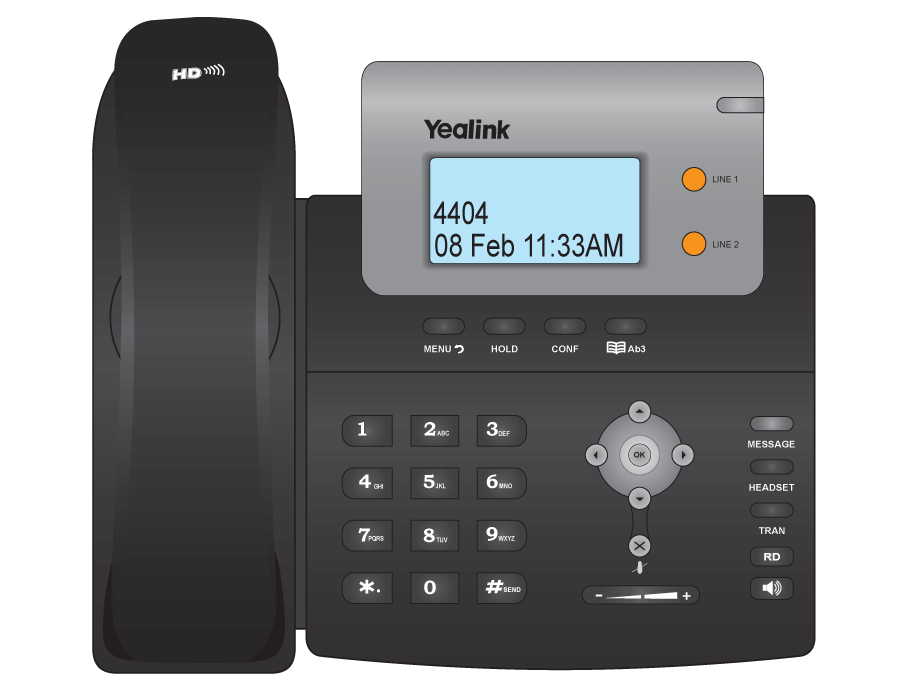 HD
Yealink
LINE 1
4404
08 Feb 11:33AM
LINE 2
MENU HOLD CONF Ab3
1 2ABC 3DEF
OK
MESSAGE
4GHI 5JKL 6MNO
HEADSET
7PQRS 8TUV 9WXYZ
TRAN
RD
*. 0 #SEND
- +